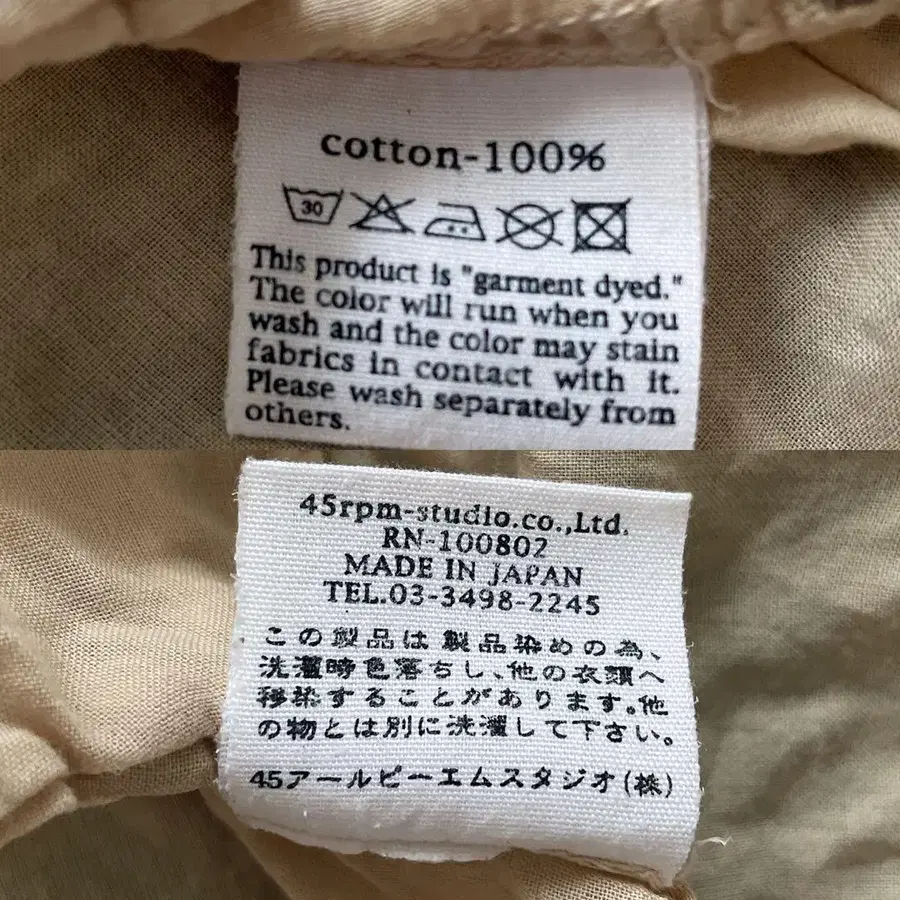 cotton-100%
30
This product is "garment dyed."
The color will run when you
wash and the color may stain
fabrics in contact with it.
Please wash separately from
others.
45rpm-studio.co.,Ltd.
RN-100802
MADE IN JAPAN
TEL.03-3498-2245
この製品は製品染めの為、
洗濯時色落ちし、他の衣類へ
移染することがあります。他
の物とは別に洗濯して下さい。
45アールピーエムスタジオ(株)